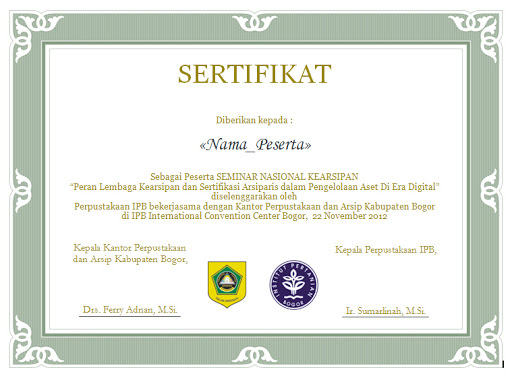 SERTIFIKAT
Diberikan kepada :
«Nama_Peserta»
Sebagai Peserta SEMINAR NASIONAL KEARSIPAN
“Peran Lembaga Kearsipan dan Sertifikasi Arsiparis dalam Pengelolaan Aset Di Era Digital”
diselenggarakan oleh
Perpustakaan IPB bekerjasama dengan Kantor Perpustakaan dan Arsip Kabupaten Bogor
di IPB International Convention Center Bogor, 22 November 2012
Kepala Kantor Perpustakaan
dan Arsip Kabupaten Bogor,
Kepala Perpustakaan IPB,
INSTITUT PERTANIAN
BOGOR
Drs. Ferry Adnan, M.Si.
Ir. Sumarlinah, M.Si.